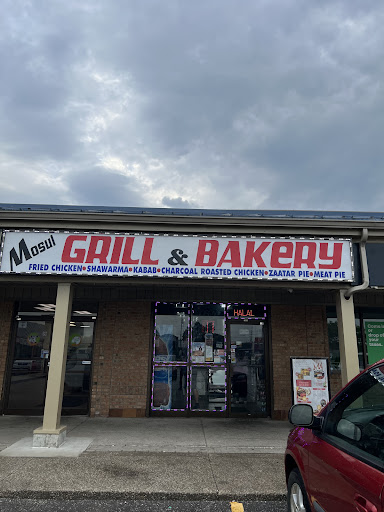 Mosul GRILL & BAKERY
FRIED CHICKEN•SHAWARMA•KABAB•CHARCOAL ROASTED CHICKEN•ZAATAR PIE•MEAT PIE
HALAL